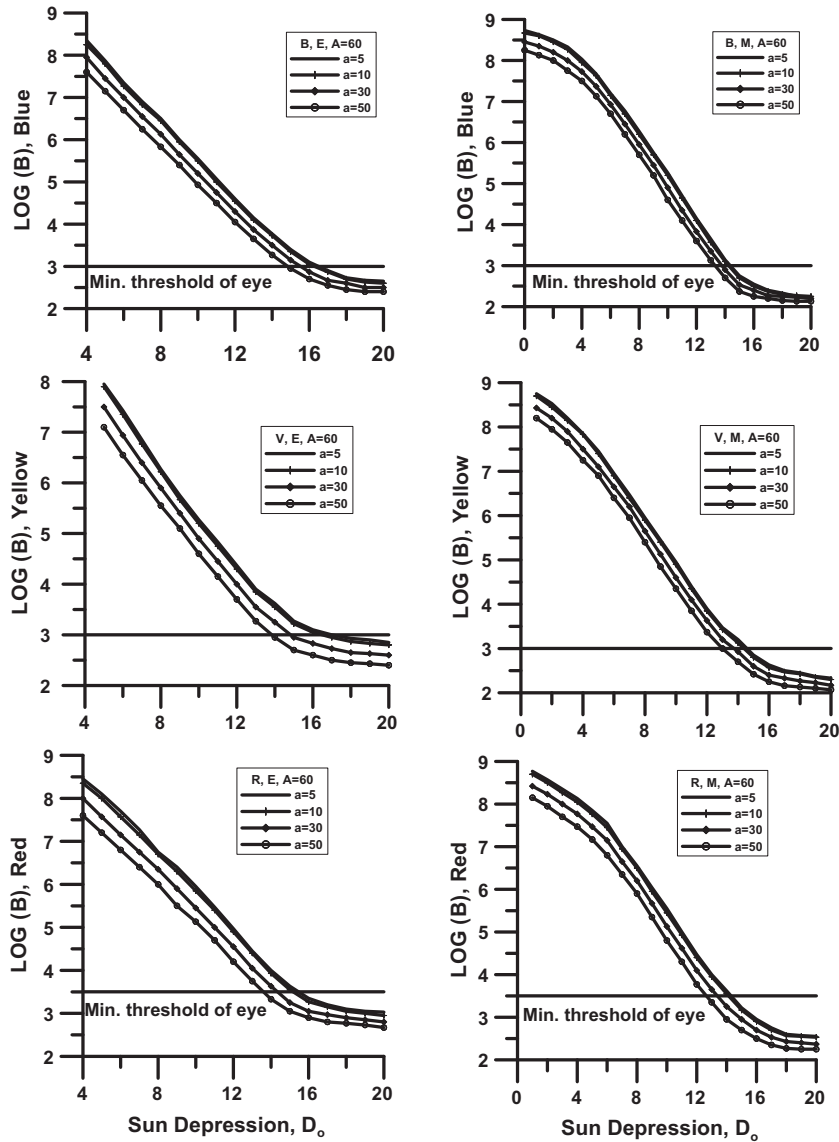 LOG (B), Blue
9
8
7
6
5
4
3
2
B, E, A=60
a=5
a=10
a=30
a=50
Min. threshold of eye
4 8 12 16 20
LOG (B), Blue
9
8
7
6
5
4
3
2
B, M, A=60
a=5
a=10
a=30
a=50
Min. threshold of eye
0 4 8 12 16 20
LOG (B), Yellow
8
7
6
5
4
3
2
V, E, A=60
a=5
a=10
a=30
a=50
4 8 12 16 20
LOG (B), Yellow
9
8
7
6
5
4
3
2
V, M, A=60
a=5
a=10
a=30
a=50
0 4 8 12 16 20
LOG (B), Red
9
8
7
6
5
4
3
2
R, E, A=60
a=5
a=10
a=30
a=50
Min. threshold of eye
4 8 12 16 20
Sun Depression, Do
LOG (B), Red
9
8
7
6
5
4
3
2
R, M, A=60
a=5
a=10
a=30
a=50
Min. threshold of eye
0 4 8 12 16 20
Sun Depression, Do